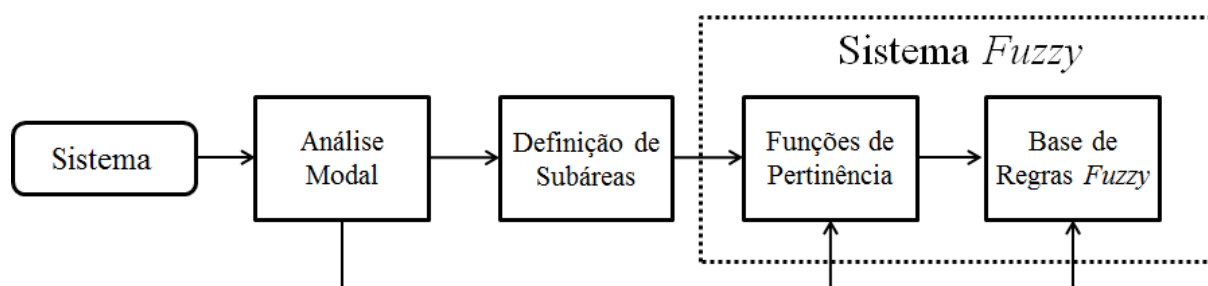 Sistema Fuzzy
Sistema
Análise
Modal
Definição de
Subáreas
Funções de
Pertinência
Base de
Regras Fuzzy